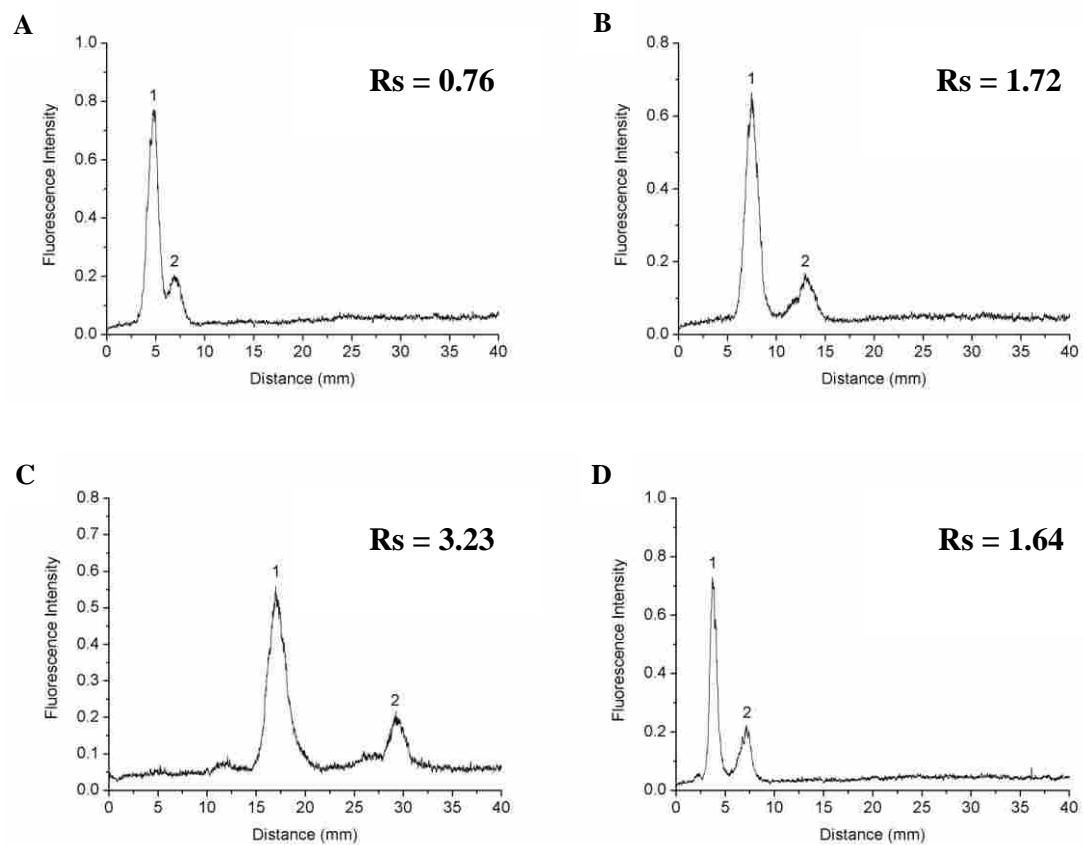 A
Rs = 0.76
Fluorescence Intensity
1.0
0.8
0.6
0.4
0.2
0.0
1
2
0 5 10 15 20 25 30 35 40
Distance (mm)
B
Rs = 1.72
Fluorescence Intensity
0.8
0.6
0.4
0.2
0.0
1
2
0 5 10 15 20 25 30 35 40
Distance (mm)
C
Rs = 3.23
Fluorescence Intensity
0.8
0.7
0.6
0.5
0.4
0.3
0.2
0.1
0.0
1
2
0 5 10 15 20 25 30 35 40
Distance (mm)
D
Rs = 1.64
Fluorescence Intensity
1.0
0.8
0.6
0.4
0.2
0.0
1
2
0 5 10 15 20 25 30 35 40
Distance (mm)